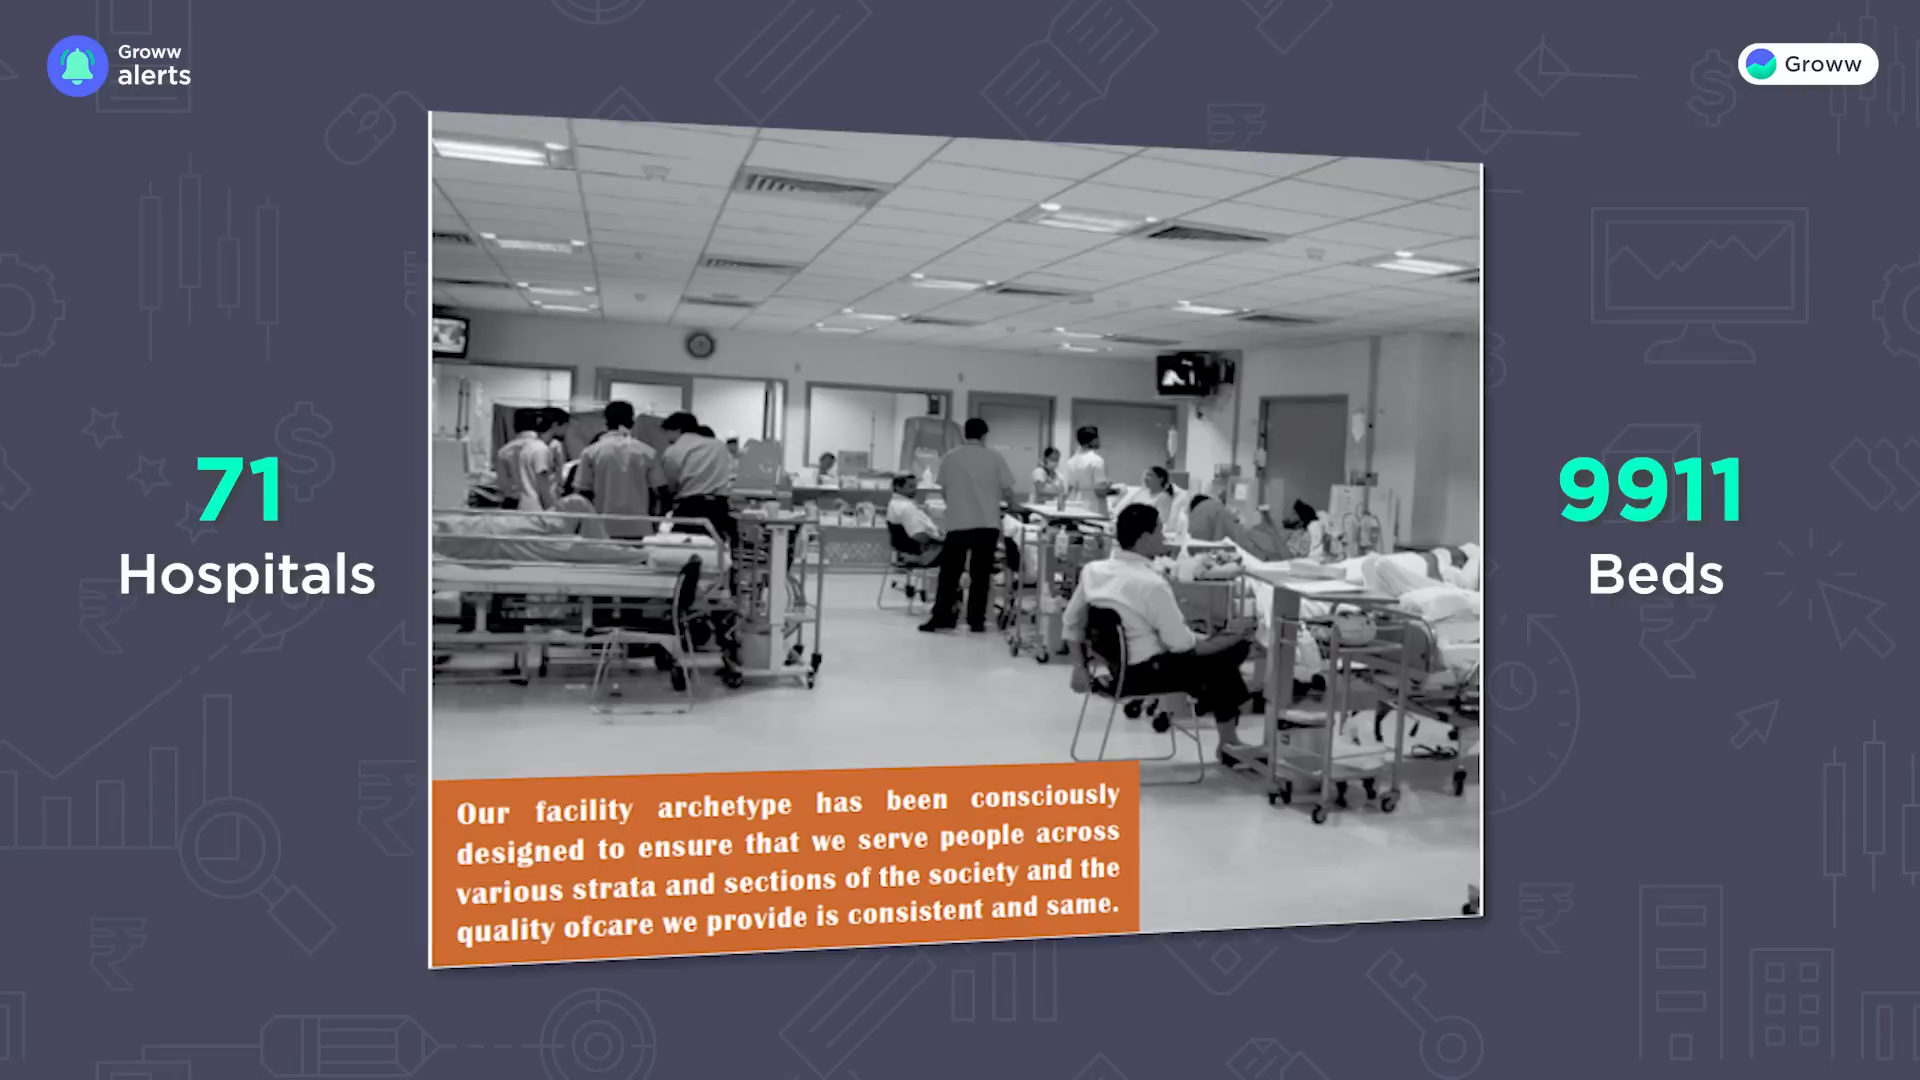 Groww
alerts
Groww
71
Hospitals
9911
Beds
Our facility archetype has been consciously
designed to ensure that we serve people across
various strata and sections of the society and the
quality ofcare we provide is consistent and same.